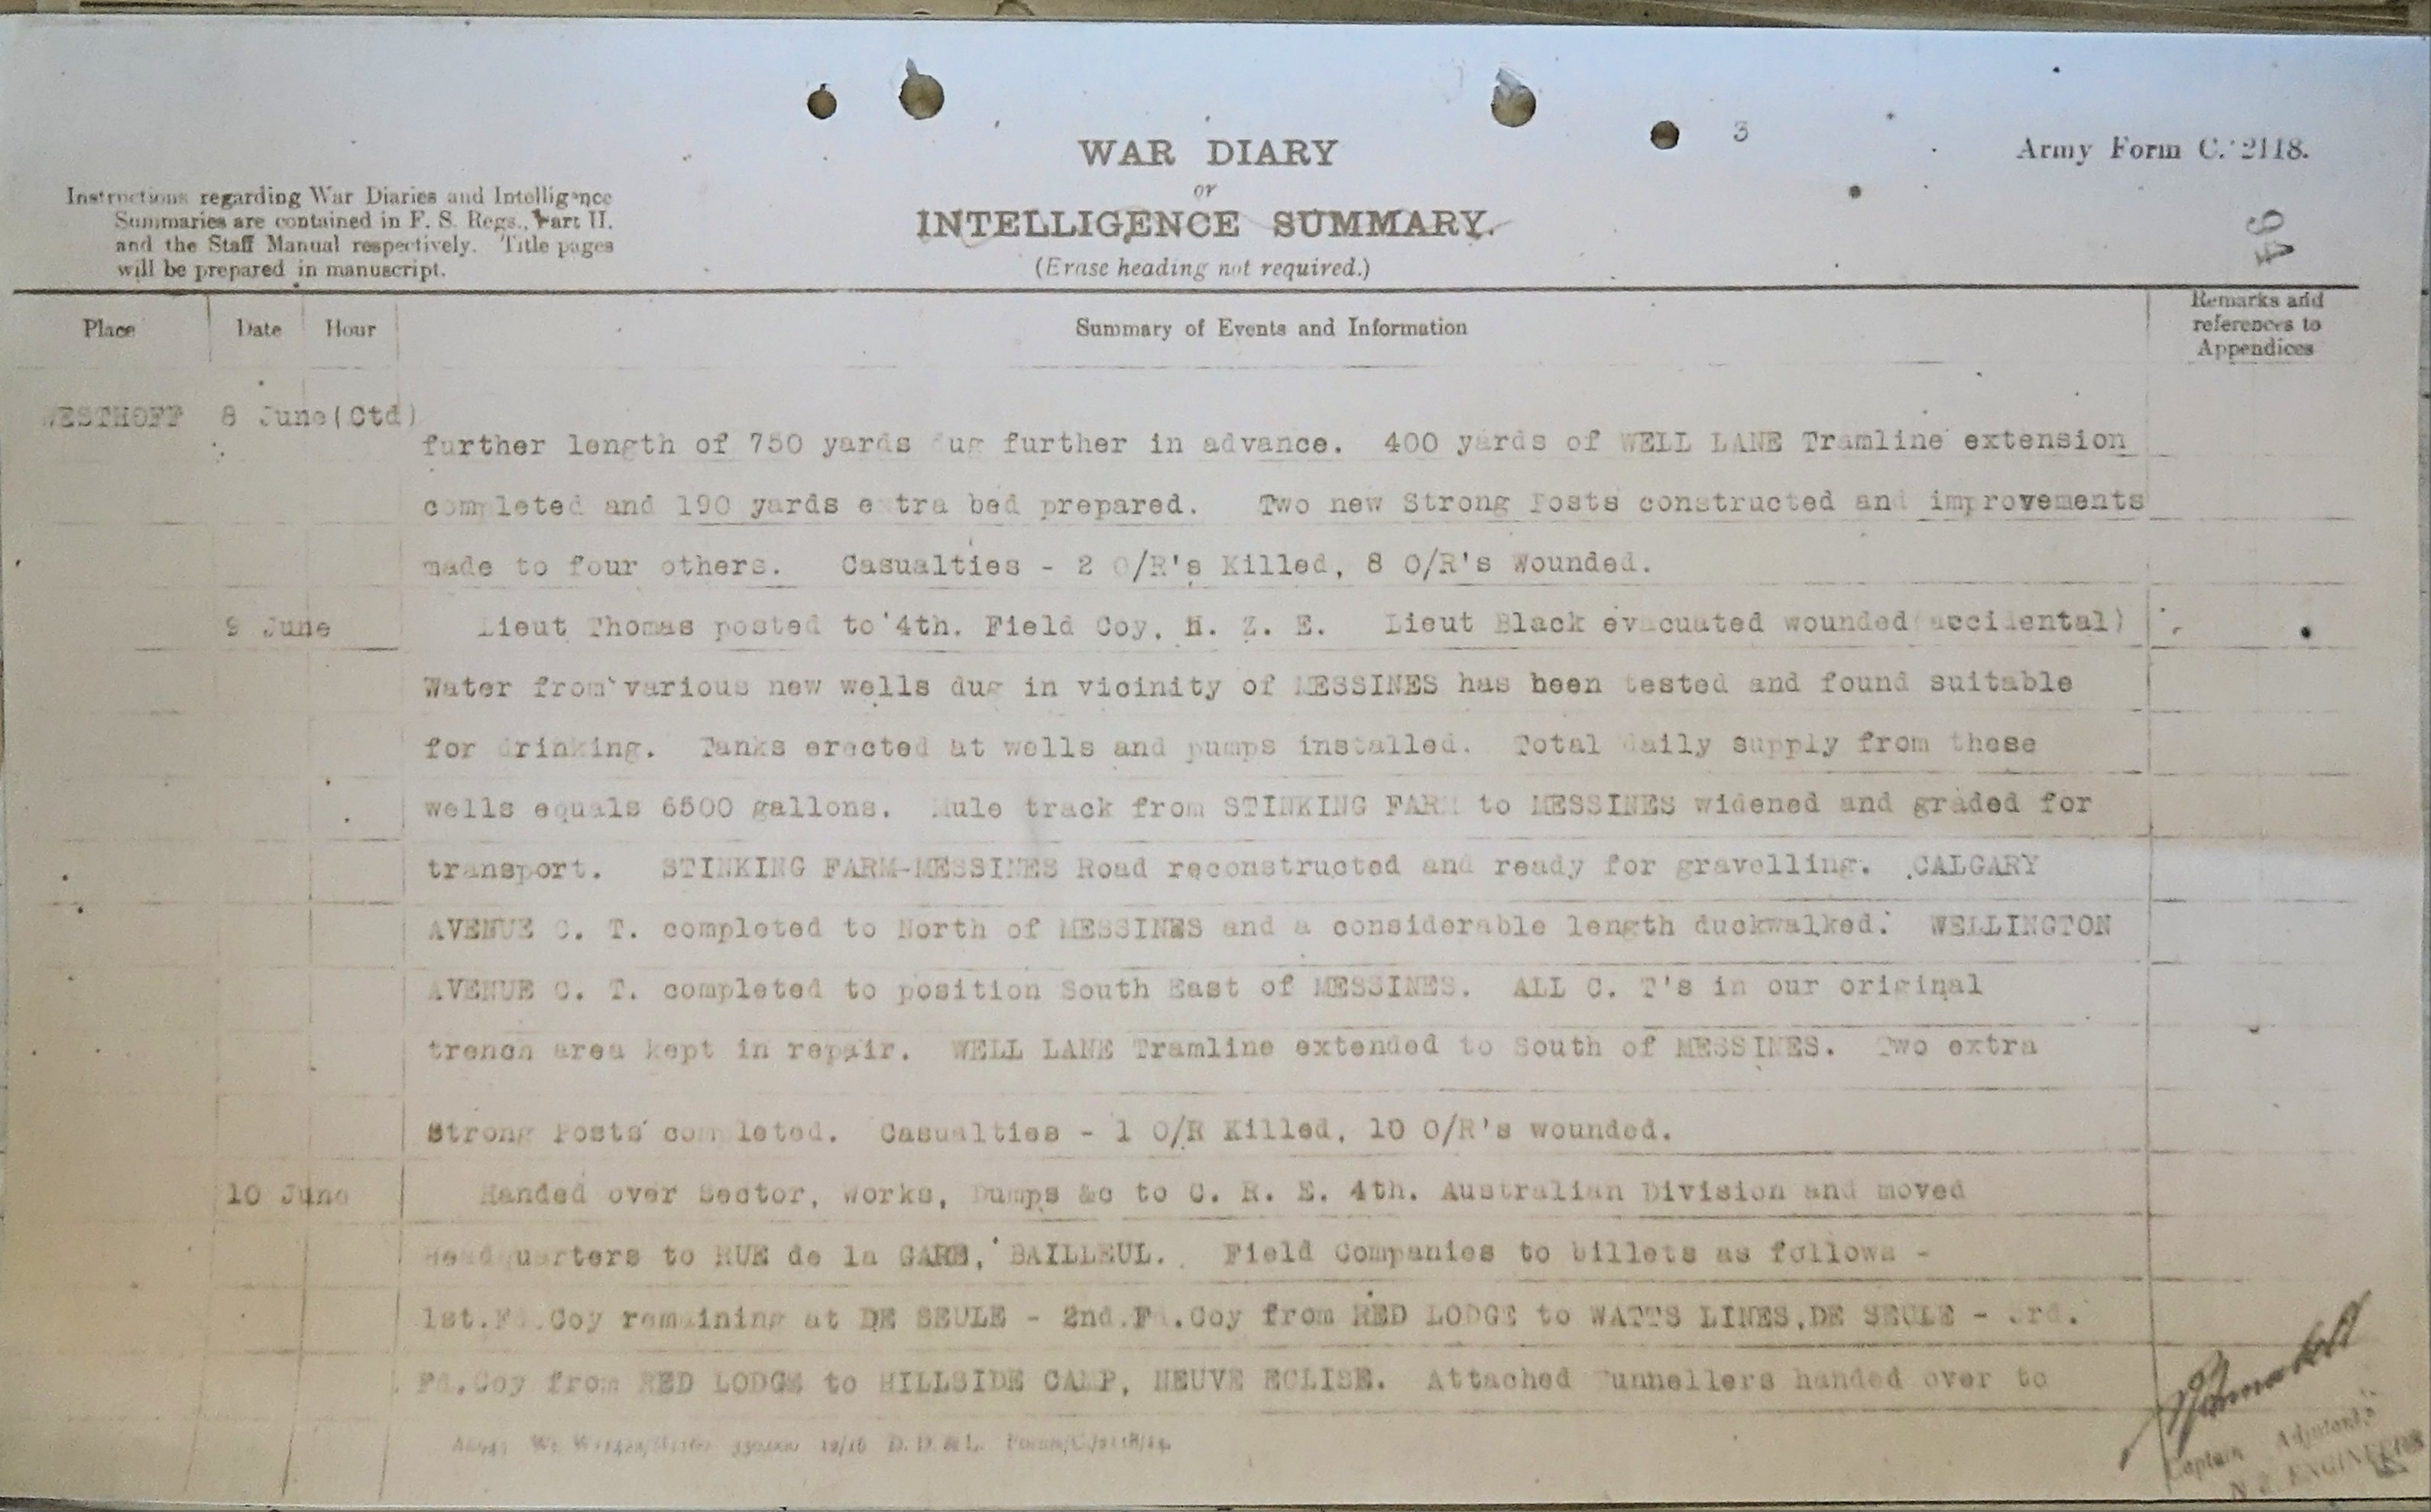 3
Army Form C. 2118.
WAR DIARY
or
INTELLIGENCE SUMMARY.
(Erase heading not required.)
Instructions regarding War Diaries and Intelligence
Summaries are contained in F. S. Regs., Part II.
and the Staff Manual respectively. Title pages
will be prepared in manuscript.
46
Place Date Hour Summary of Events and Information Remarks and references to Appendices
WESTHOFF 8 June(Ctd)
further length of 750 yards dug further in advance. 400 yards of WELL LANE Tramline extension
completed and 190 yards extra bed prepared. Two new Strong Posts constructed and improvements
made to four others. Casualties - 2 O/R's Killed, 8 O/R's Wounded.
9 June Lieut Thomas posted to 4th. Field Coy, N. Z. E. Lieut Black evacuated wounded(accidental)
Water from various new wells dug in vicinity of MESSINES has been tested and found suitable
for drinking. Tanks erected at wells and pumps installed. Total daily supply from these
wells equals 6500 gallons. Mule track from STINKING FARM to MESSINES widened and graded for
transport. STINKING FARM-MESSINES Road reconstructed and ready for gravelling. CALGARY
AVENUE C. T. completed to North of MESSINES and a considerable length duckwalked. WELLINGTON
AVENUE C. T. completed to position South East of MESSINES. ALL C. T's in our original
trench area kept in repair. WELL LANE Tramline extended to South of MESSINES. Two extra
Strong Posts completed. Casualties - 1 O/R Killed, 10 O/R's wounded.
10 June Handed over Sector, Works, Dumps &c to C. R. E. 4th. Australian Division and moved
Headquarters to RUE de la GARE, BAILLEUL. Field Companies to billets as follows -
1st.Fd.Coy remaining at DE SEULE - 2nd.Fd.Coy from RED LODGE to WATTS LINES,DE SEULE - 3rd.
Fd.Coy from RED LODGE to HILLSIDE CAMP, NEUVE EGLISE. Attached Tunnellers handed over to
D. D. & L.
Captain Adjutant
N Z ENGINEERS